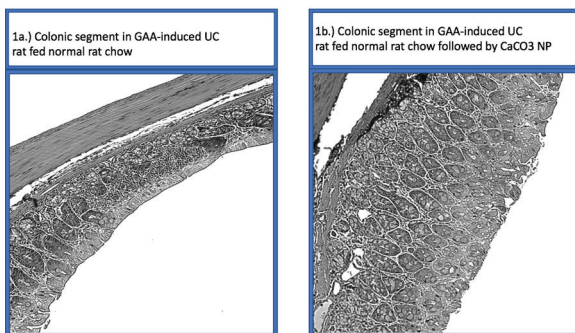 1a.) Colonic segment in GAA-induced UC
rat fed normal rat chow
1b.) Colonic segment in GAA-induced UC
rat fed normal rat chow followed by CaCO3 NP